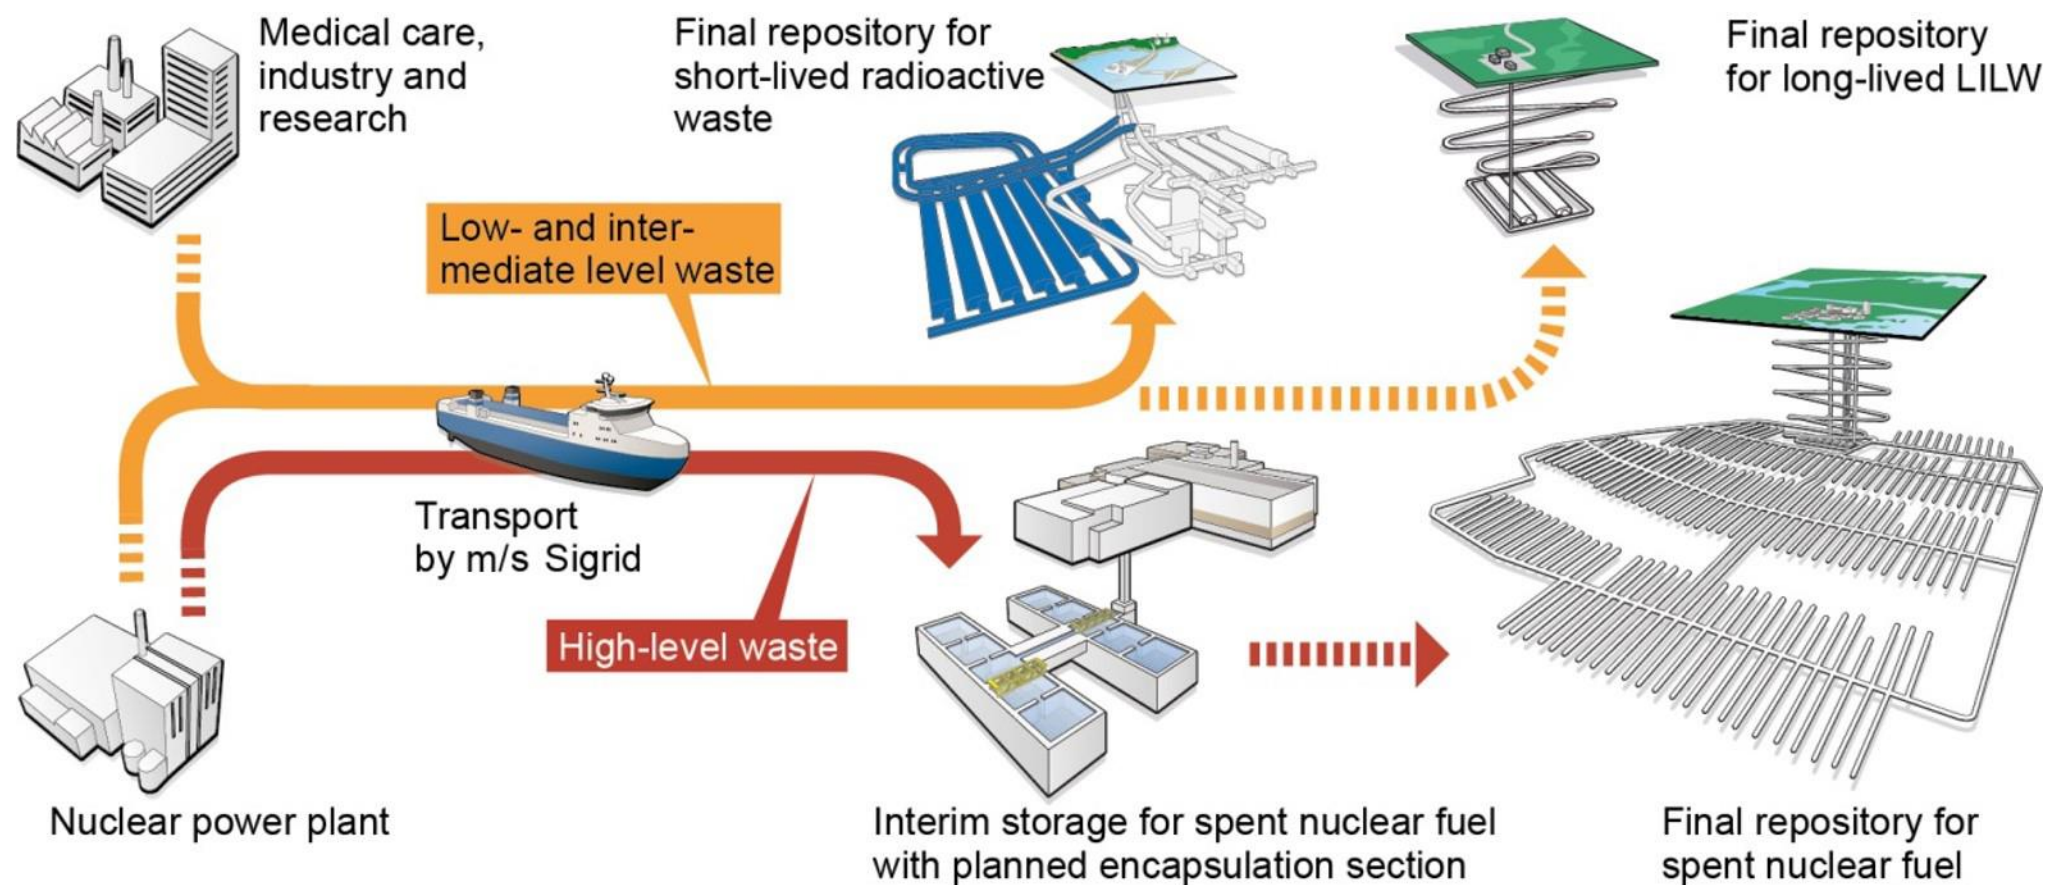 Medical care,
industry and
research
Final repository for
short-lived radioactive
waste
Final repository
for long-lived LILW
Low- and inter-
mediate level waste
Transport
by m/s Sigrid
High-level waste
Nuclear power plant
Interim storage for spent nuclear fuel
with planned encapsulation section
Final repository for
spent nuclear fuel